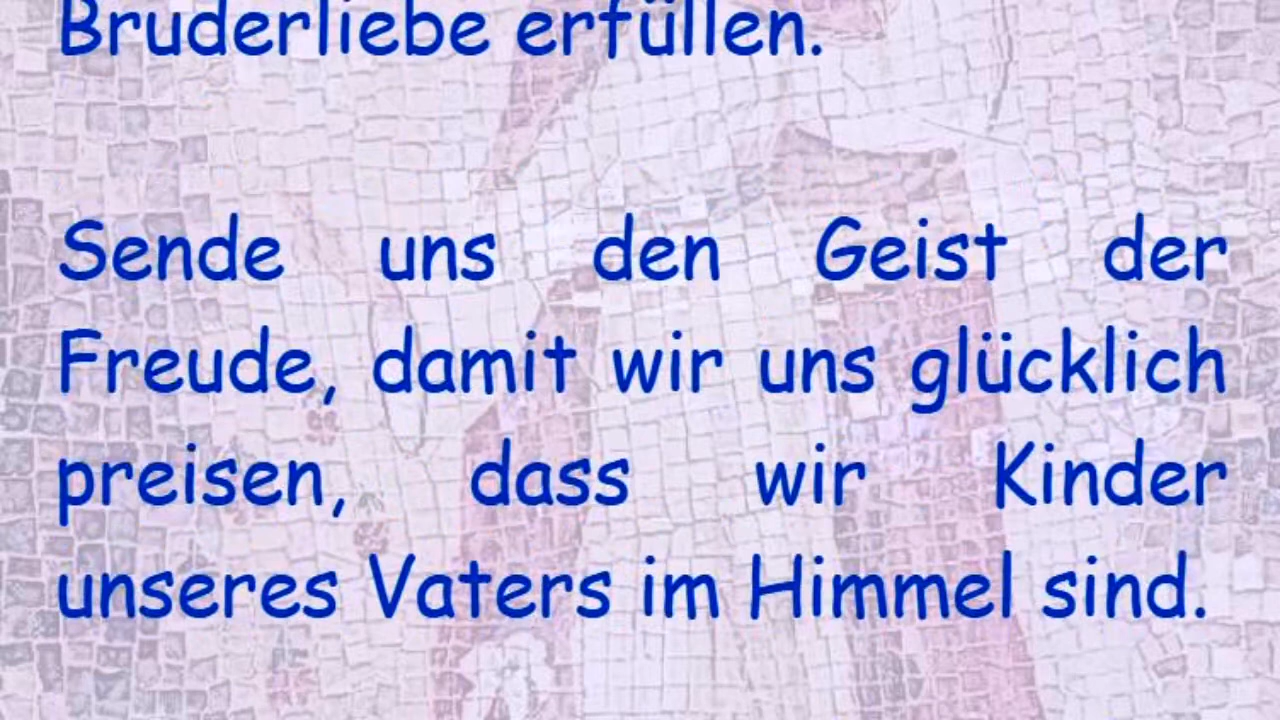 Bruderliebe erfüllen.
Sende uns den Geist der
Freude, damit wir uns glücklich
preisen, dass wir Kinder
unseres Vaters im Himmel sind.